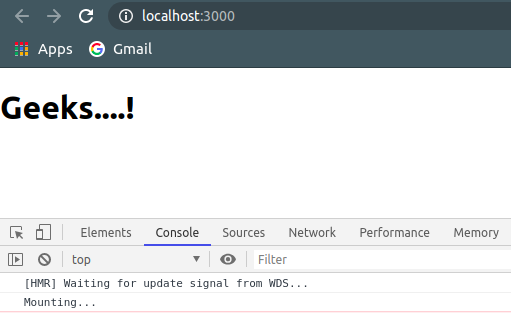 localhost:3000
Apps Gmail
Geeks....!
Elements Console Sources Network Performance Memory
top Filter
[HMR] Waiting for update signal from WDS...
Mounting...